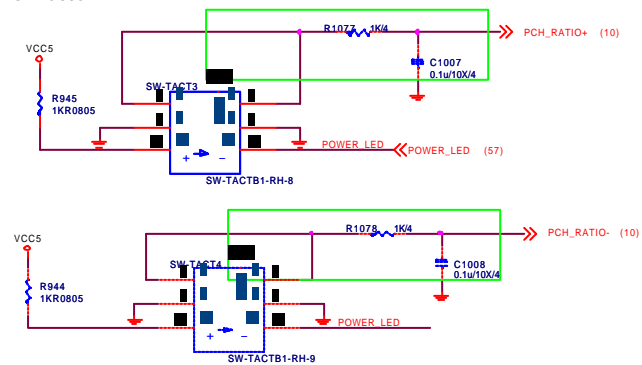 R1077 1K/4
PCH_RATIO+ (10)
VCC5
C1007
0.1u/10X/4
SW-TACT3
R945
1KR0805
POWER_LED
POWER_LED (57)
+ −
SW-TACTB1-RH-8
R1078 1K/4
PCH_RATIO- (10)
VCC5
C1008
0.1u/10X/4
SW-TACT4
R944
1KR0805
POWER_LED
+ −
SW-TACTB1-RH-9